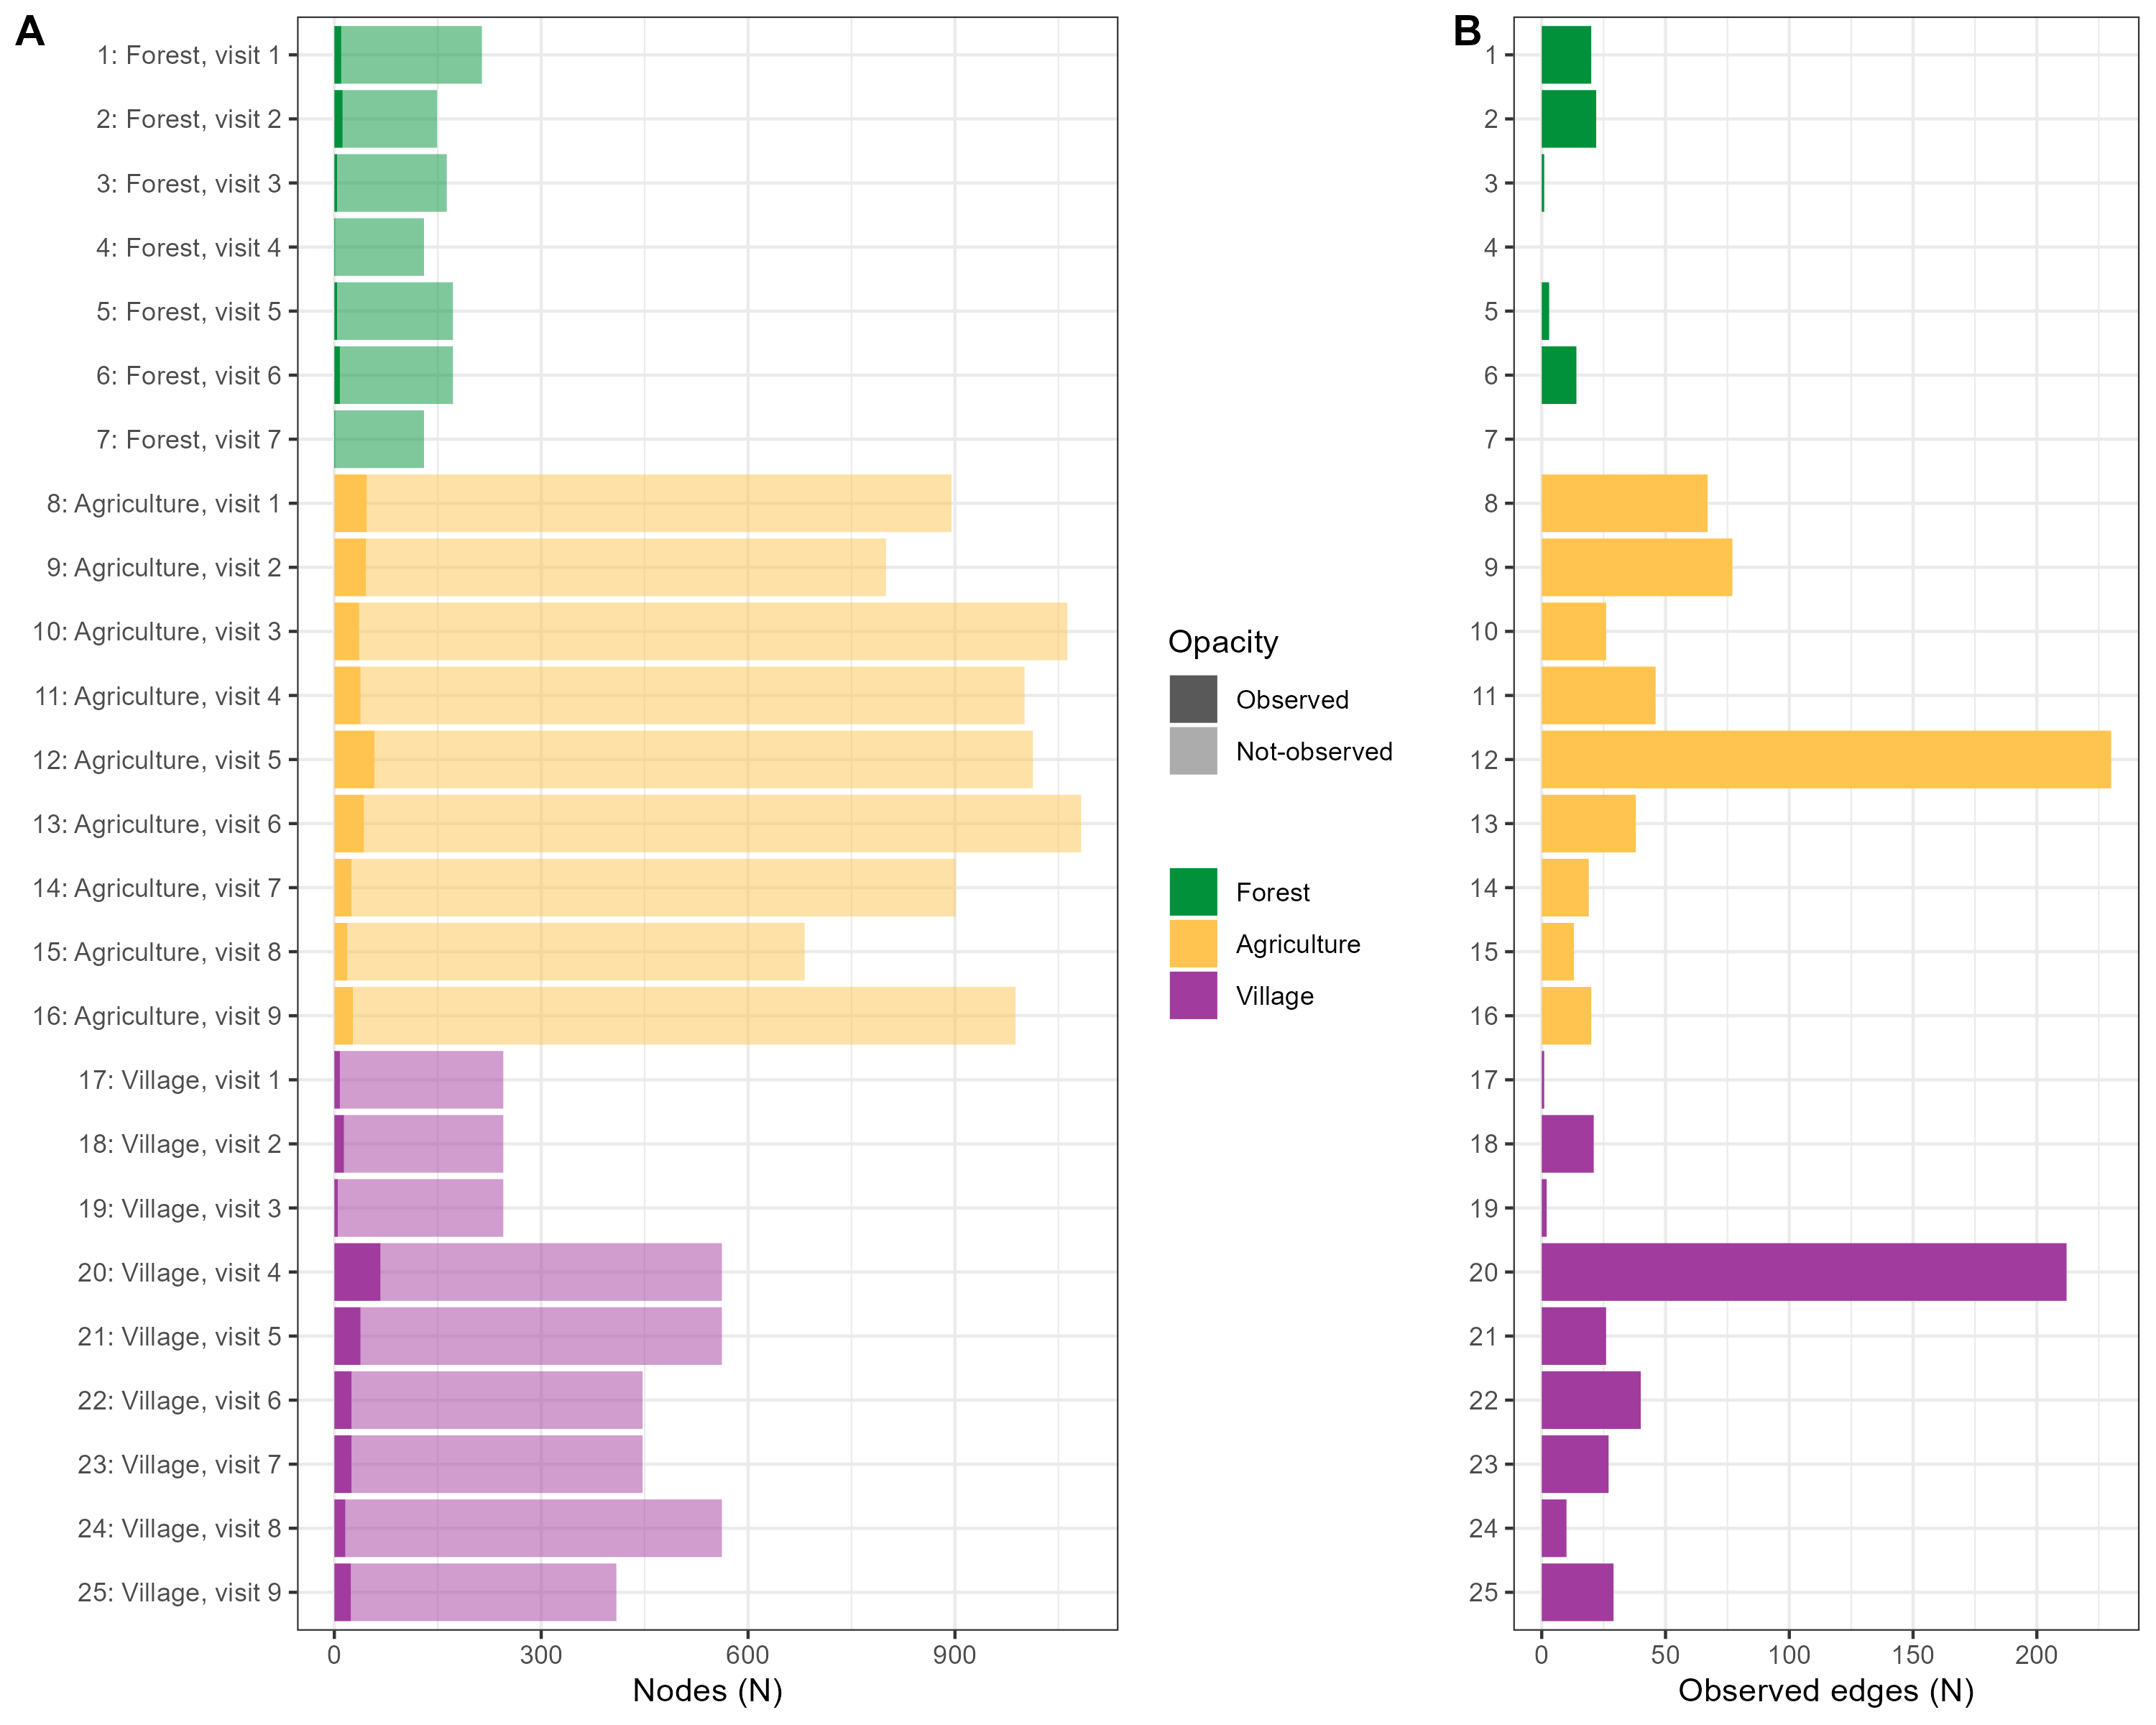 A
1: Forest, visit 1
2: Forest, visit 2
3: Forest, visit 3
4: Forest, visit 4
5: Forest, visit 5
6: Forest, visit 6
7: Forest, visit 7
8: Agriculture, visit 1
9: Agriculture, visit 2
10: Agriculture, visit 3
11: Agriculture, visit 4
12: Agriculture, visit 5
13: Agriculture, visit 6
14: Agriculture, visit 7
15: Agriculture, visit 8
16: Agriculture, visit 9
17: Village, visit 1
18: Village, visit 2
19: Village, visit 3
20: Village, visit 4
21: Village, visit 5
22: Village, visit 6
23: Village, visit 7
24: Village, visit 8
25: Village, visit 9
0 300 600 900
Nodes (N)
Opacity
Observed
Not-observed
Forest
Agriculture
Village
B
1
2
3
4
5
6
7
8
9
10
11
12
13
14
15
16
17
18
19
20
21
22
23
24
25
0 50 100 150 200
Observed edges (N)